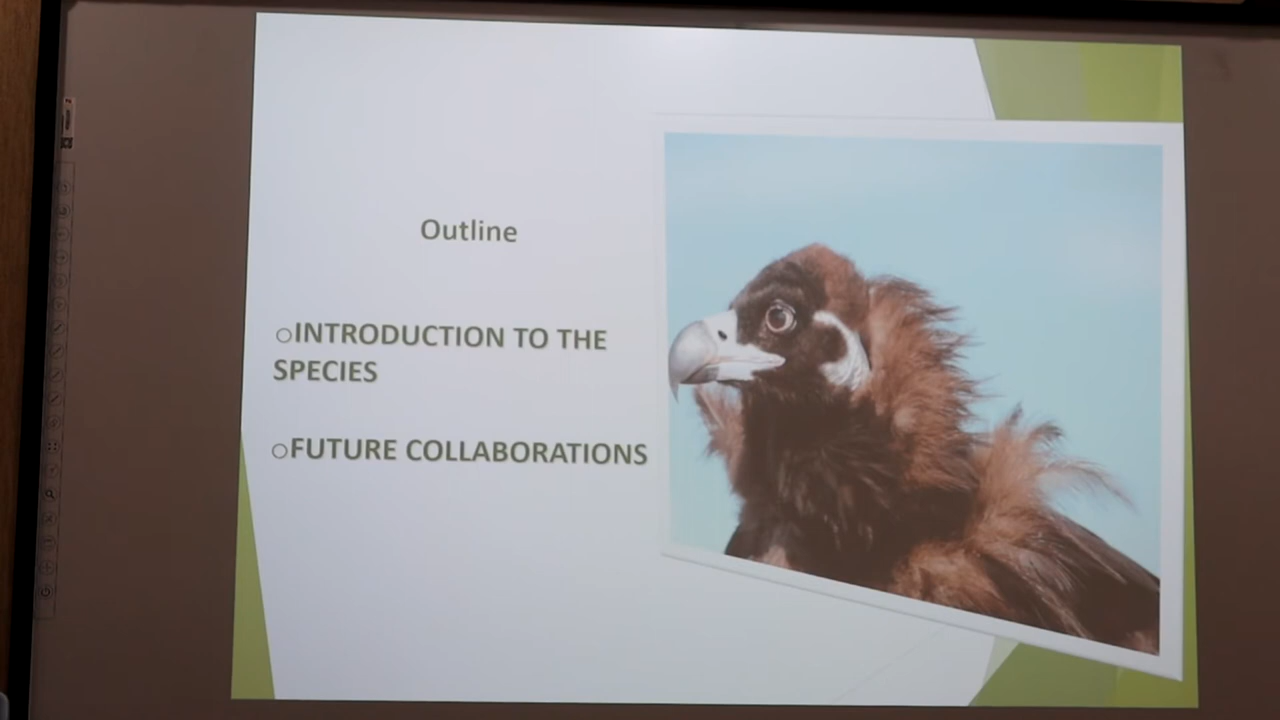 Outline
○INTRODUCTION TO THE
SPECIES
○FUTURE COLLABORATIONS